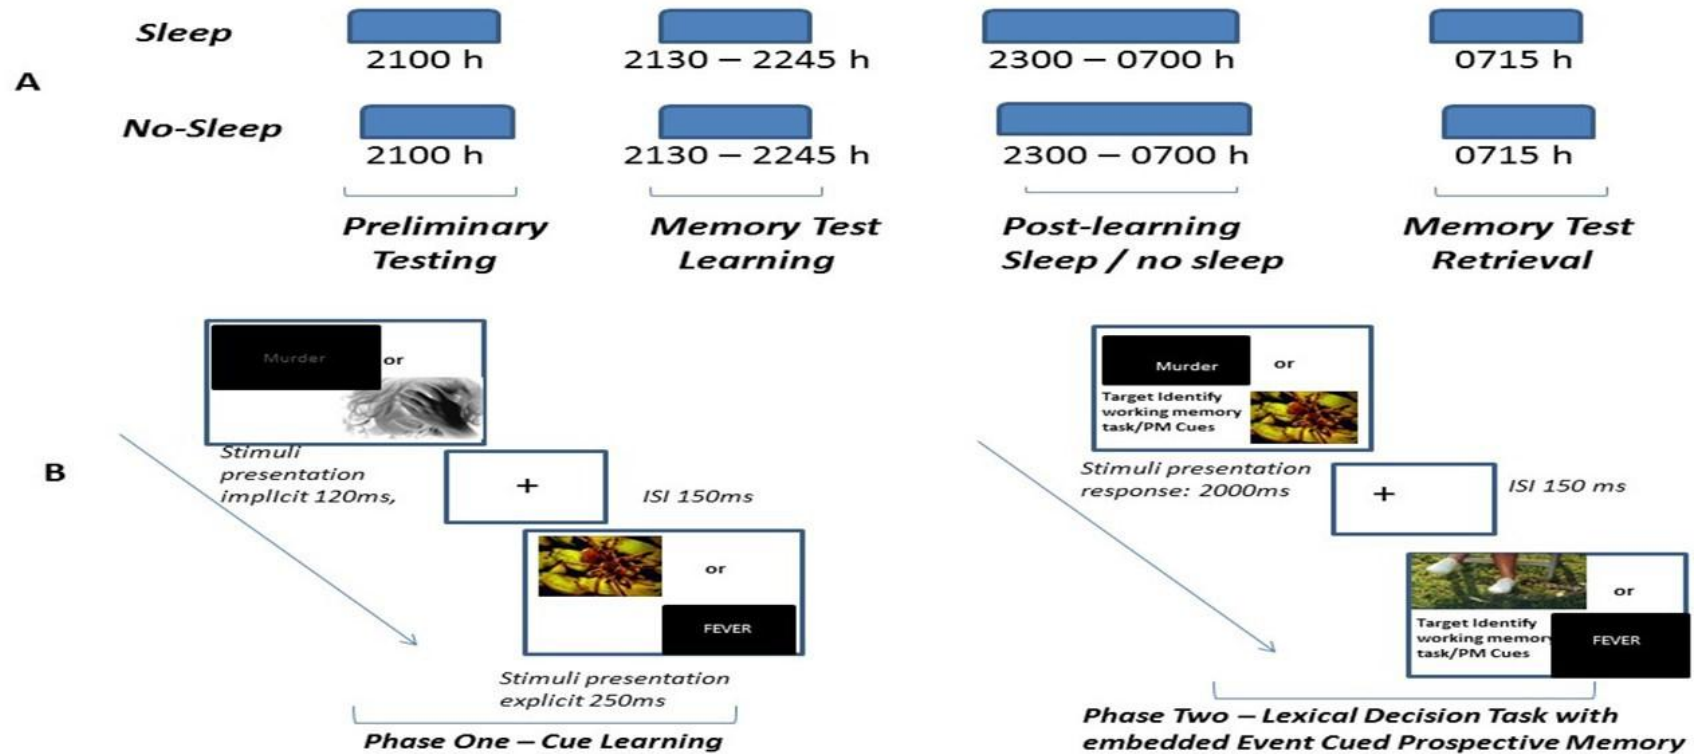 Sleep
2100 h
2130 – 2245 h
2300 – 0700 h
0715 h
A
No-Sleep
2100 h
2130 – 2245 h
2300 – 0700 h
0715 h
Preliminary
Testing
Memory Test
Learning
Post-learning
Sleep / no sleep
Memory Test
Retrieval
B
Murder
or
Stimuli
presentation
implIcit 120ms,
+
ISI 150ms
or
FEVER
Stimuli presentation
explicit 250ms
Phase One – Cue Learning
Murder
or
Target Identify
working memory
task/PM Cues
Stimuli presentation
response: 2000ms
+
ISI 150 ms
or
Target Identify
working memory
task/PM Cues
FEVER
Phase Two – Lexical Decision Task with
embedded Event Cued Prospective Memory